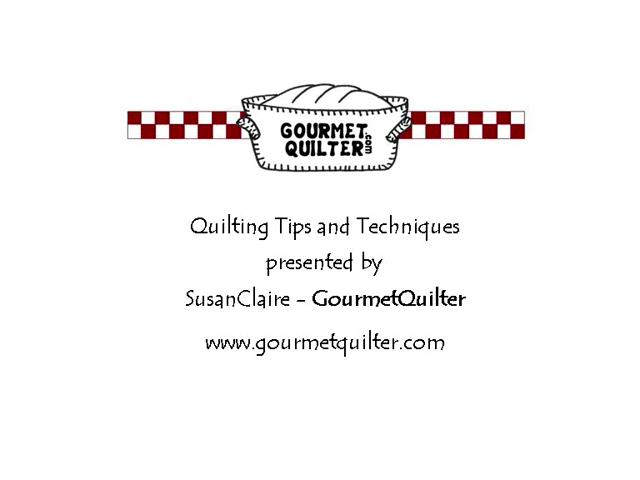 GOURMET
QUILTER.com
Quilting Tips and Techniques
presented by
SusanClaire - GourmetQuilter
www.gourmetquilter.com